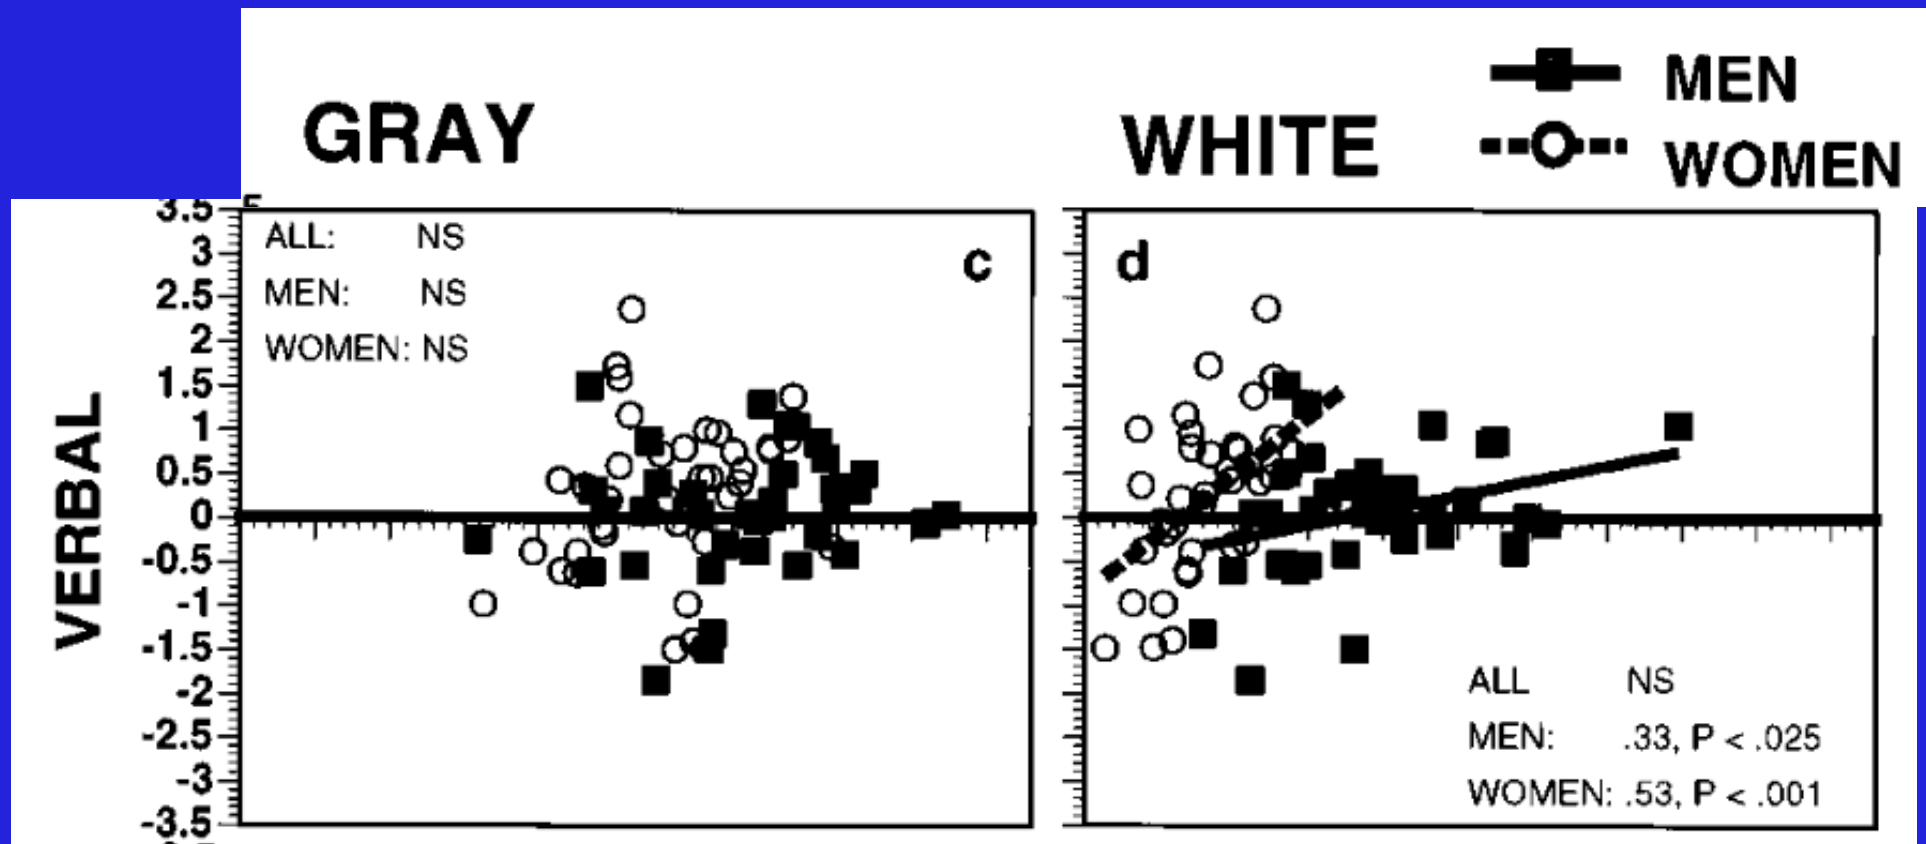 GRAY
WHITE
MEN
WOMEN
VERBAL
3.5
3
2.5
2
1.5
1
0.5
0
-0.5
-1
-1.5
-2
-2.5
-3
-3.5
ALL: NS
MEN: NS
WOMEN: NS
c
d
ALL NS
MEN: .33, P < .025
WOMEN: .53, P < .001